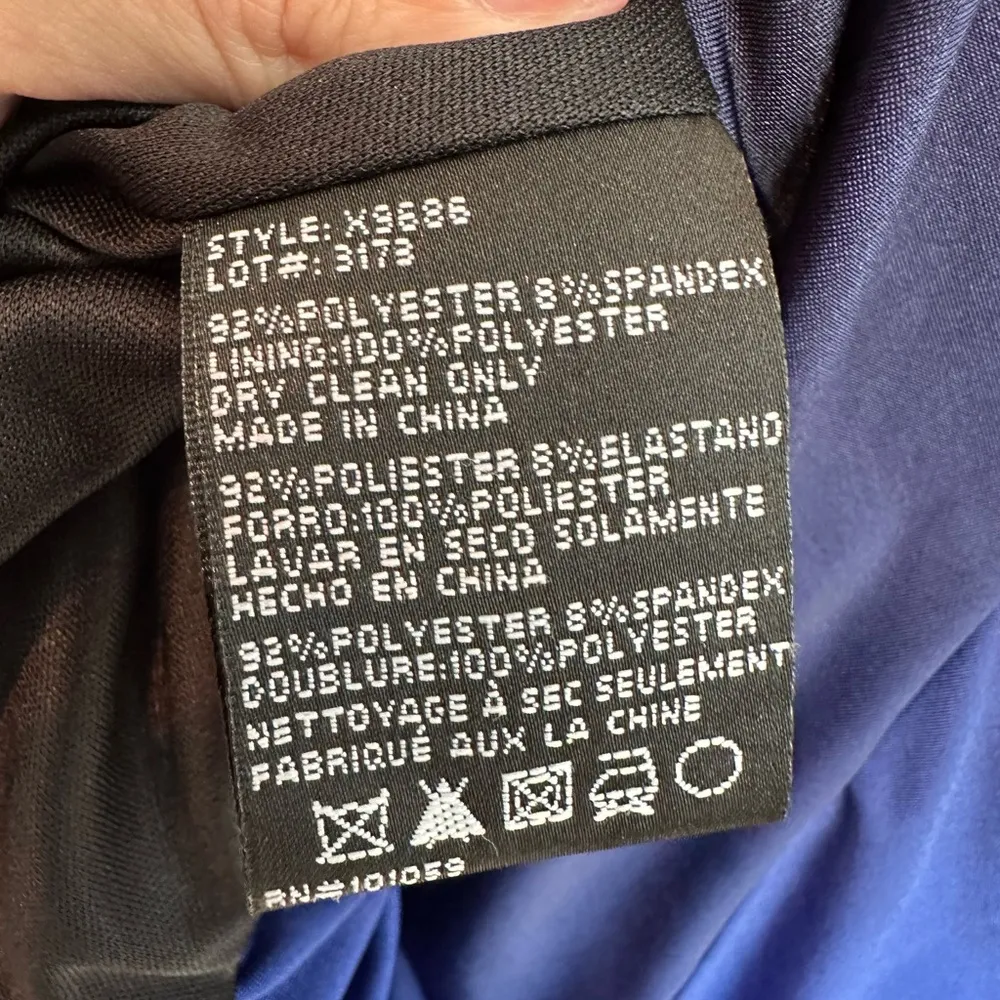 STYLE: X9686
LOT#: 3173
92%POLYESTER 8%SPANDEX
LINING:100%POLYESTER
DRY CLEAN ONLY
MADE IN CHINA
92%POLIESTER 8%ELASTANO
FORRO:100%POLIESTER
LAVAR EN SECO SOLAMENTE
HECHO EN CHINA
92%POLYESTER 8%SPANDEX
DOUBLURE:100%POLYESTER
NETTOYAGE À SEC SEULEMENT
FABRIQUÉ AUX LA CHINE
RN#101059